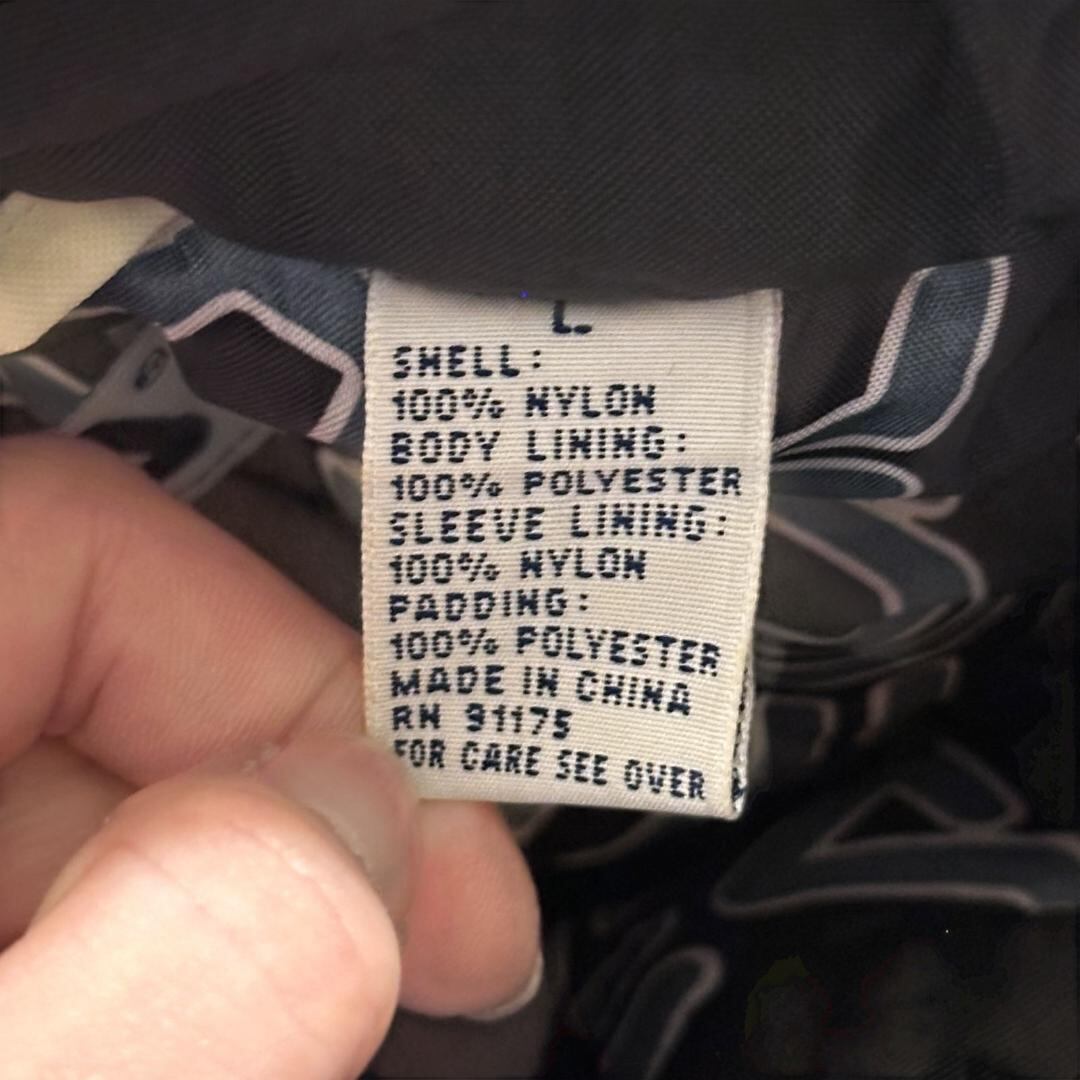 L
SHELL:
100% NYLON
BODY LINING:
100% POLYESTER
SLEEVE LINING:
100% NYLON
PADDING:
100% POLYESTER
MADE IN CHINA
RN 91175
FOR CARE SEE OVER